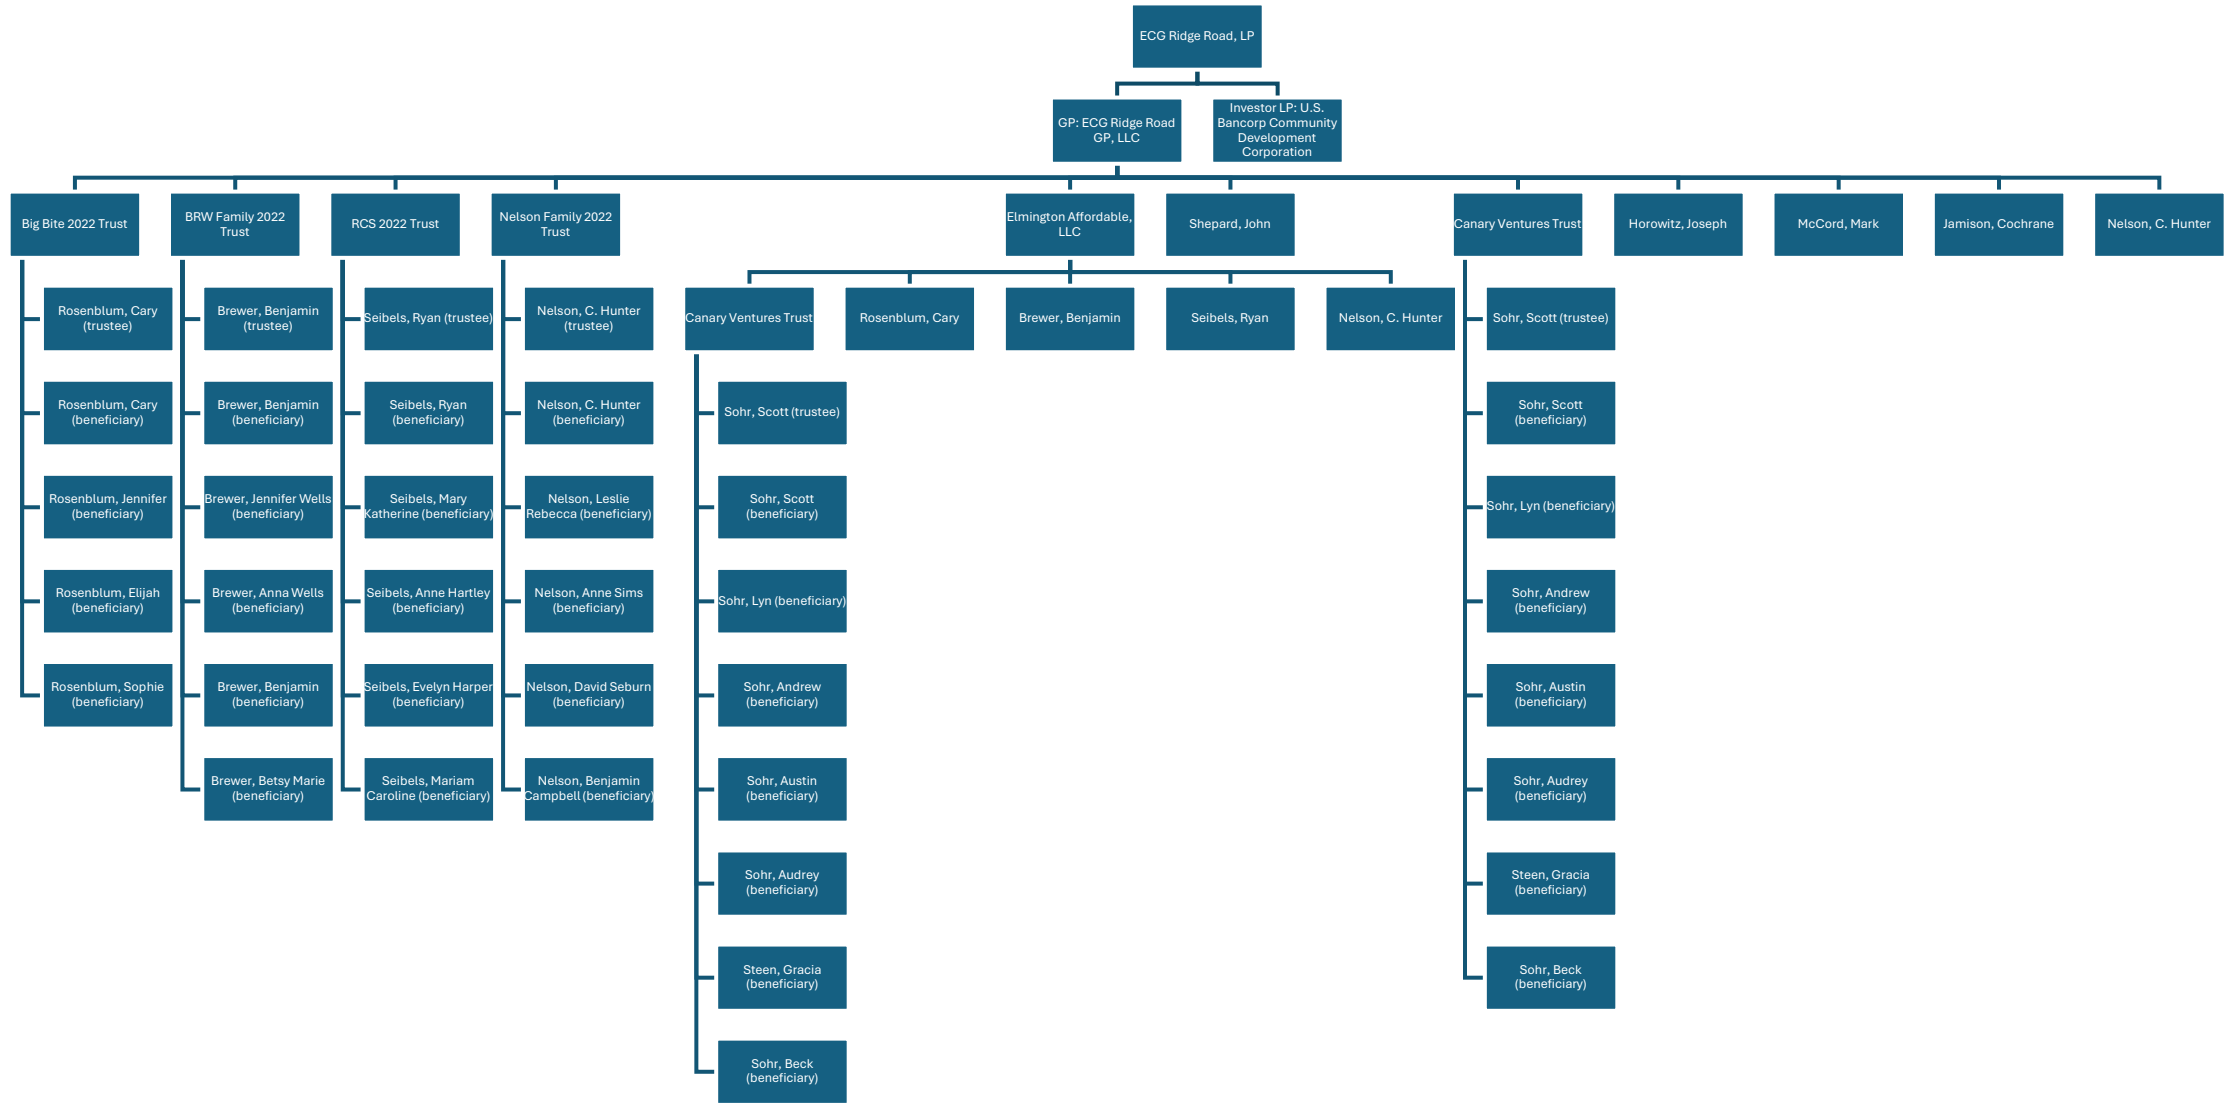 ECG Ridge Road, LP
GP: ECG Ridge Road
GP, LLC
Investor LP: U.S.
Bancorp Community
Development
Corporation
Big Bite 2022 Trust
BRW Family 2022
Trust
RCS 2022 Trust
Nelson Family 2022
Trust
Elmington Affordable,
LLC
Shepard, John
Canary Ventures Trust
Horowitz, Joseph
McCord, Mark
Jamison, Cochrane
Nelson, C. Hunter
Rosenblum, Cary
(trustee)
Rosenblum, Cary
(beneficiary)
Rosenblum, Jennifer
(beneficiary)
Rosenblum, Elijah
(beneficiary)
Rosenblum, Sophie
(beneficiary)
Brewer, Benjamin
(trustee)
Brewer, Benjamin
(beneficiary)
Brewer, Jennifer Wells
(beneficiary)
Brewer, Anna Wells
(beneficiary)
Brewer, Benjamin
(beneficiary)
Brewer, Betsy Marie
(beneficiary)
Seibels, Ryan (trustee)
Seibels, Ryan
(beneficiary)
Seibels, Mary
Katherine (beneficiary)
Seibels, Anne Hartley
(beneficiary)
Seibels, Evelyn Harper
(beneficiary)
Seibels, Mariam
Caroline (beneficiary)
Nelson, C. Hunter
(trustee)
Nelson, C. Hunter
(beneficiary)
Nelson, Leslie
Rebecca (beneficiary)
Nelson, Anne Sims
(beneficiary)
Nelson, David Seburn
(beneficiary)
Nelson, Benjamin
Campbell (beneficiary)
Canary Ventures Trust
Rosenblum, Cary
Brewer, Benjamin
Seibels, Ryan
Nelson, C. Hunter
Sohr, Scott (trustee)
Sohr, Scott
(beneficiary)
Sohr, Lyn (beneficiary)
Sohr, Andrew
(beneficiary)
Sohr, Austin
(beneficiary)
Sohr, Audrey
(beneficiary)
Steen, Gracia
(beneficiary)
Sohr, Beck
(beneficiary)
Sohr, Scott (trustee)
Sohr, Scott
(beneficiary)
Sohr, Lyn (beneficiary)
Sohr, Andrew
(beneficiary)
Sohr, Austin
(beneficiary)
Sohr, Audrey
(beneficiary)
Steen, Gracia
(beneficiary)
Sohr, Beck
(beneficiary)